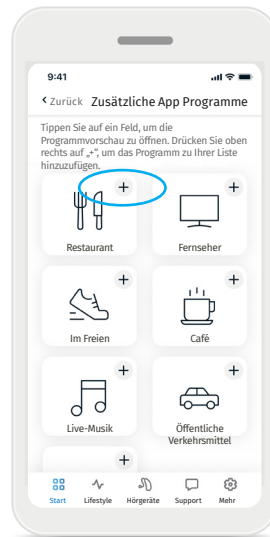 9:41
Zurück Zusätzliche App Programme
Tippen Sie auf ein Feld, um die
Programmvorschau zu öffnen. Drücken Sie oben
rechts auf „+“, um das Programm zu Ihrer Liste
hinzuzufügen.
+ +
Restaurant Fernseher
+ +
Im Freien Café
+ +
Live-Musik Öffentliche
Verkehrsmittel
+
Start Lifestyle Hörgeräte Support Mehr